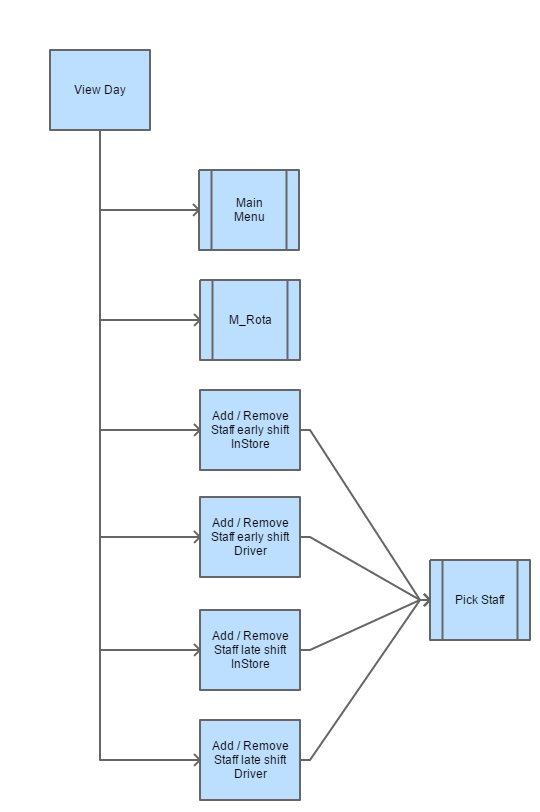 View Day
Main
Menu
M_Rota
Add / Remove
Staff early shift
InStore
Add / Remove
Staff early shift
Driver
Pick Staff
Add / Remove
Staff late shift
InStore
Add / Remove
Staff late shift
Driver